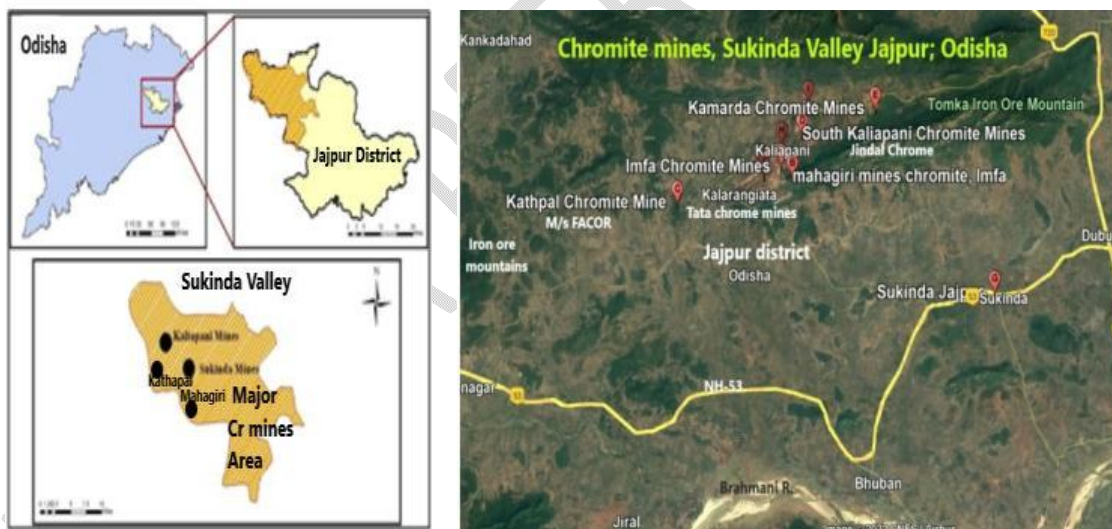 Odisha
Jajpur District
Sukinda Valley
N
Kaliapani Mines
Sukinda Mines
Kathapal
Mahagiri
Major
Cr mines
Area
Chromite mines, Sukinda Valley Jajpur; Odisha
Kankadahad
Kamarda Chromite Mines
Tomka Iron Ore Mountain
South Kaliapani Chromite Mines
Kaliapani
Jindal Chrome
Imfa Chromite Mines
mahagiri mines chromite, Imfa
Kathpal Chromite Mine
Kalarangiata
M/s FACOR
Tata chrome mines
Iron ore
mountains
Jajpur district
Odisha
Dubu
Sukinda Jajpur
Sukinda
53
nagar
NH-53
53
Bhuban
Brahmani R.
Jiral